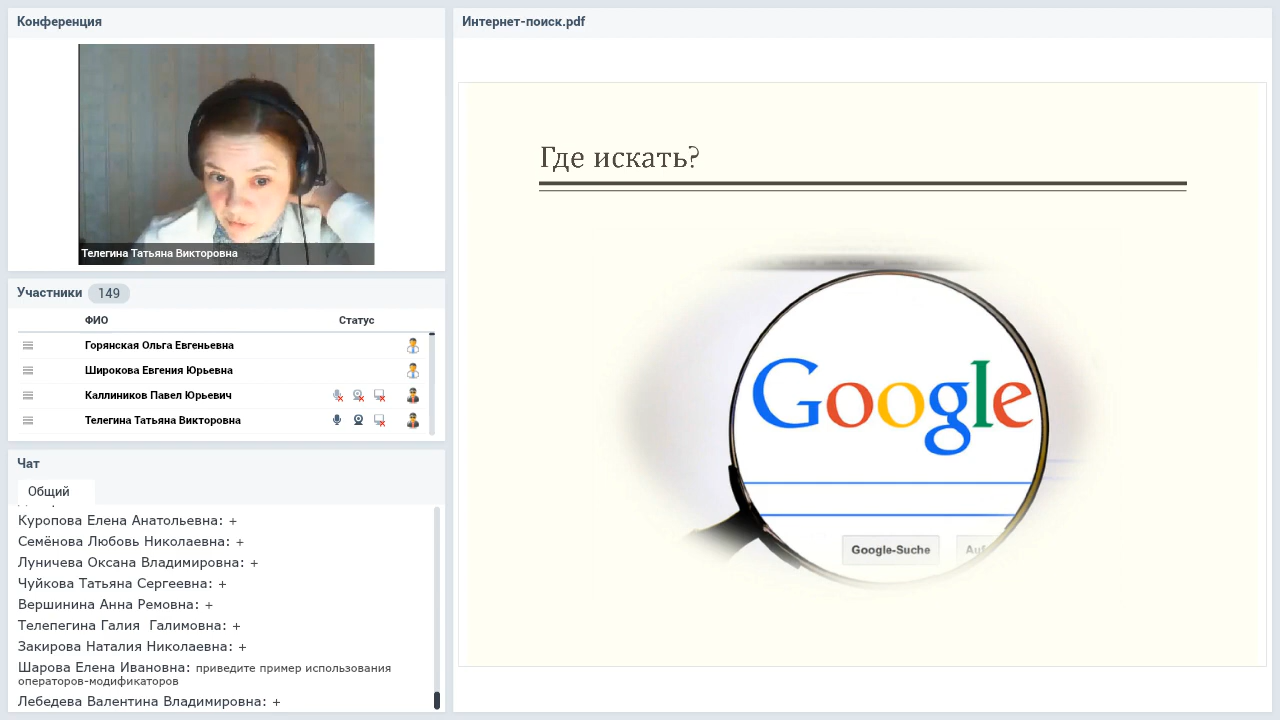 Конференция
Телегина Татьяна Викторовна
Участники 149
ФИО Статус
Горянская Ольга Евгеньевна
Широкова Евгения Юрьевна
Каллиников Павел Юрьевич
Телегина Татьяна Викторовна
Чат
Общий
Куропова Елена Анатольевна: +
Семёнова Любовь Николаевна: +
Луничева Оксана Владимировна: +
Чуйкова Татьяна Сергеевна: +
Вершинина Анна Ремовна: +
Телепегина Галия  Галимовна: +
Закирова Наталия Николаевна: +
Шарова Елена Ивановна: приведите пример использования
операторов-модификаторов
Лебедева Валентина Владимировна: +
Интернет-поиск.pdf
Где искать?
Google
Google-Suche